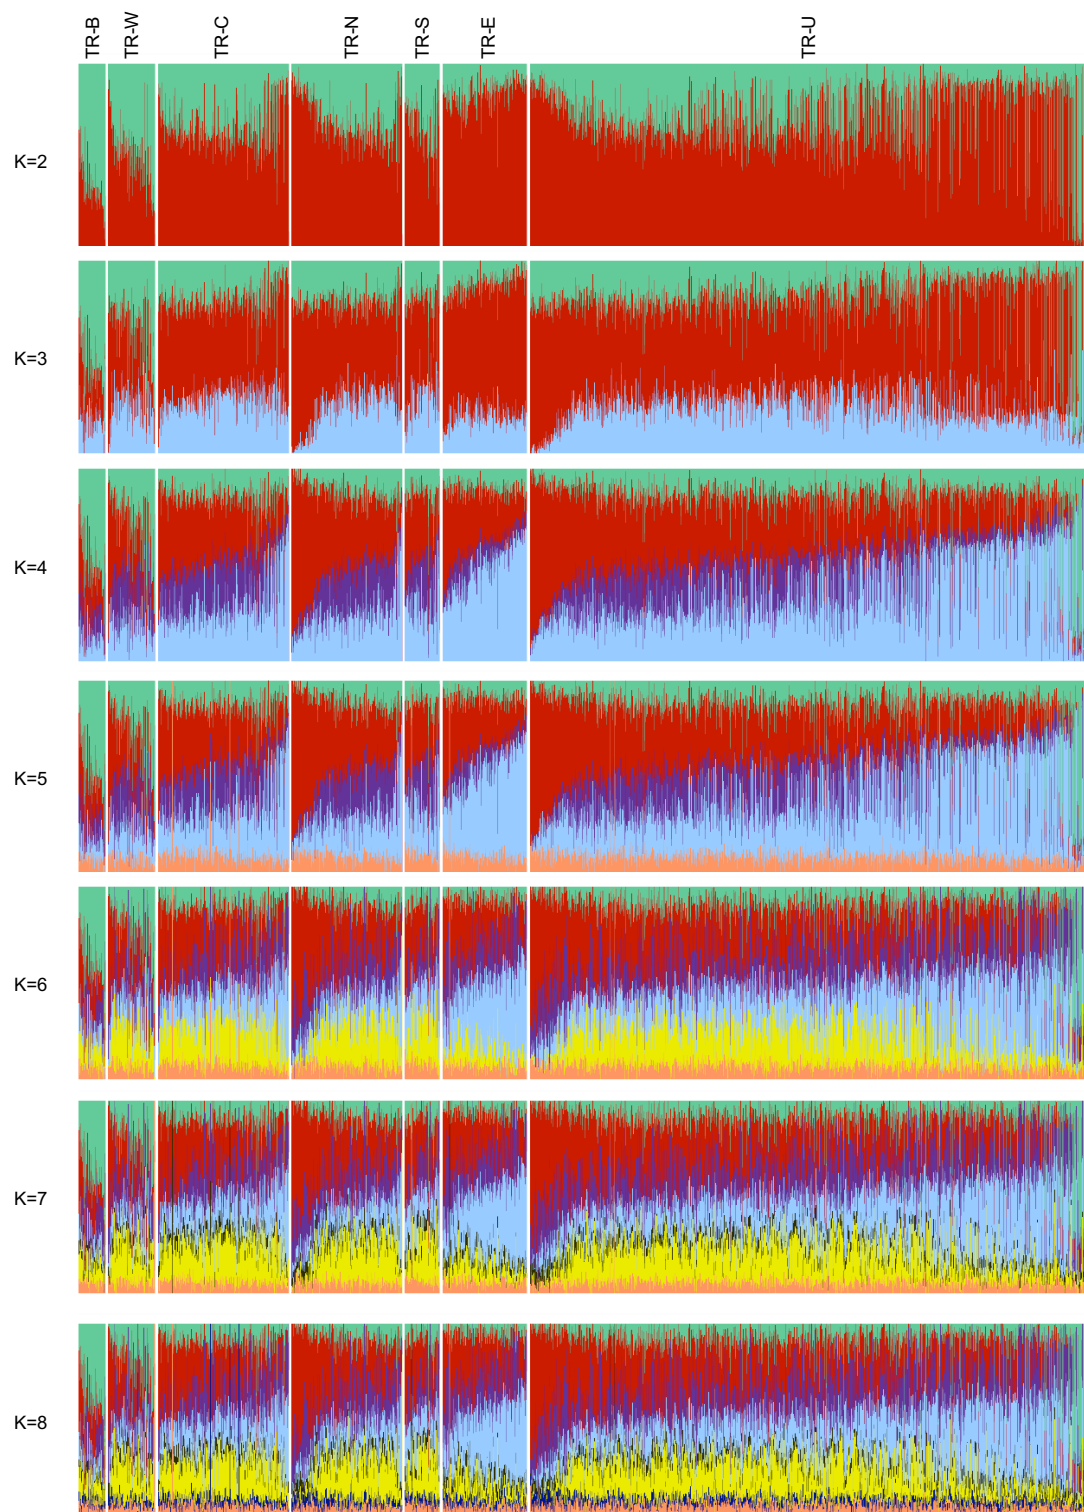 TR-B TR-W TR-C TR-N TR-S TR-E TR-U
K=2
K=3
K=4
K=5
K=6
K=7
K=8